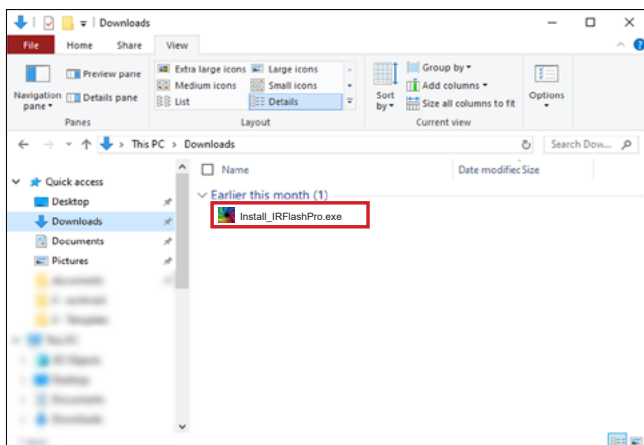 Downloads
File Home Share View
Navigation pane
Preview pane
Details pane
Panes
Extra large icons Large icons
Medium icons Small icons
List Details
Layout
Sort by
Group by
Add columns
Size all columns to fit
Current view
Options
This PC > Downloads
Search Dow...
Name Date modified Size
Quick access
Desktop
Downloads
Documents
Pictures
Earlier this month (1)
Install_IRFlashPro.exe